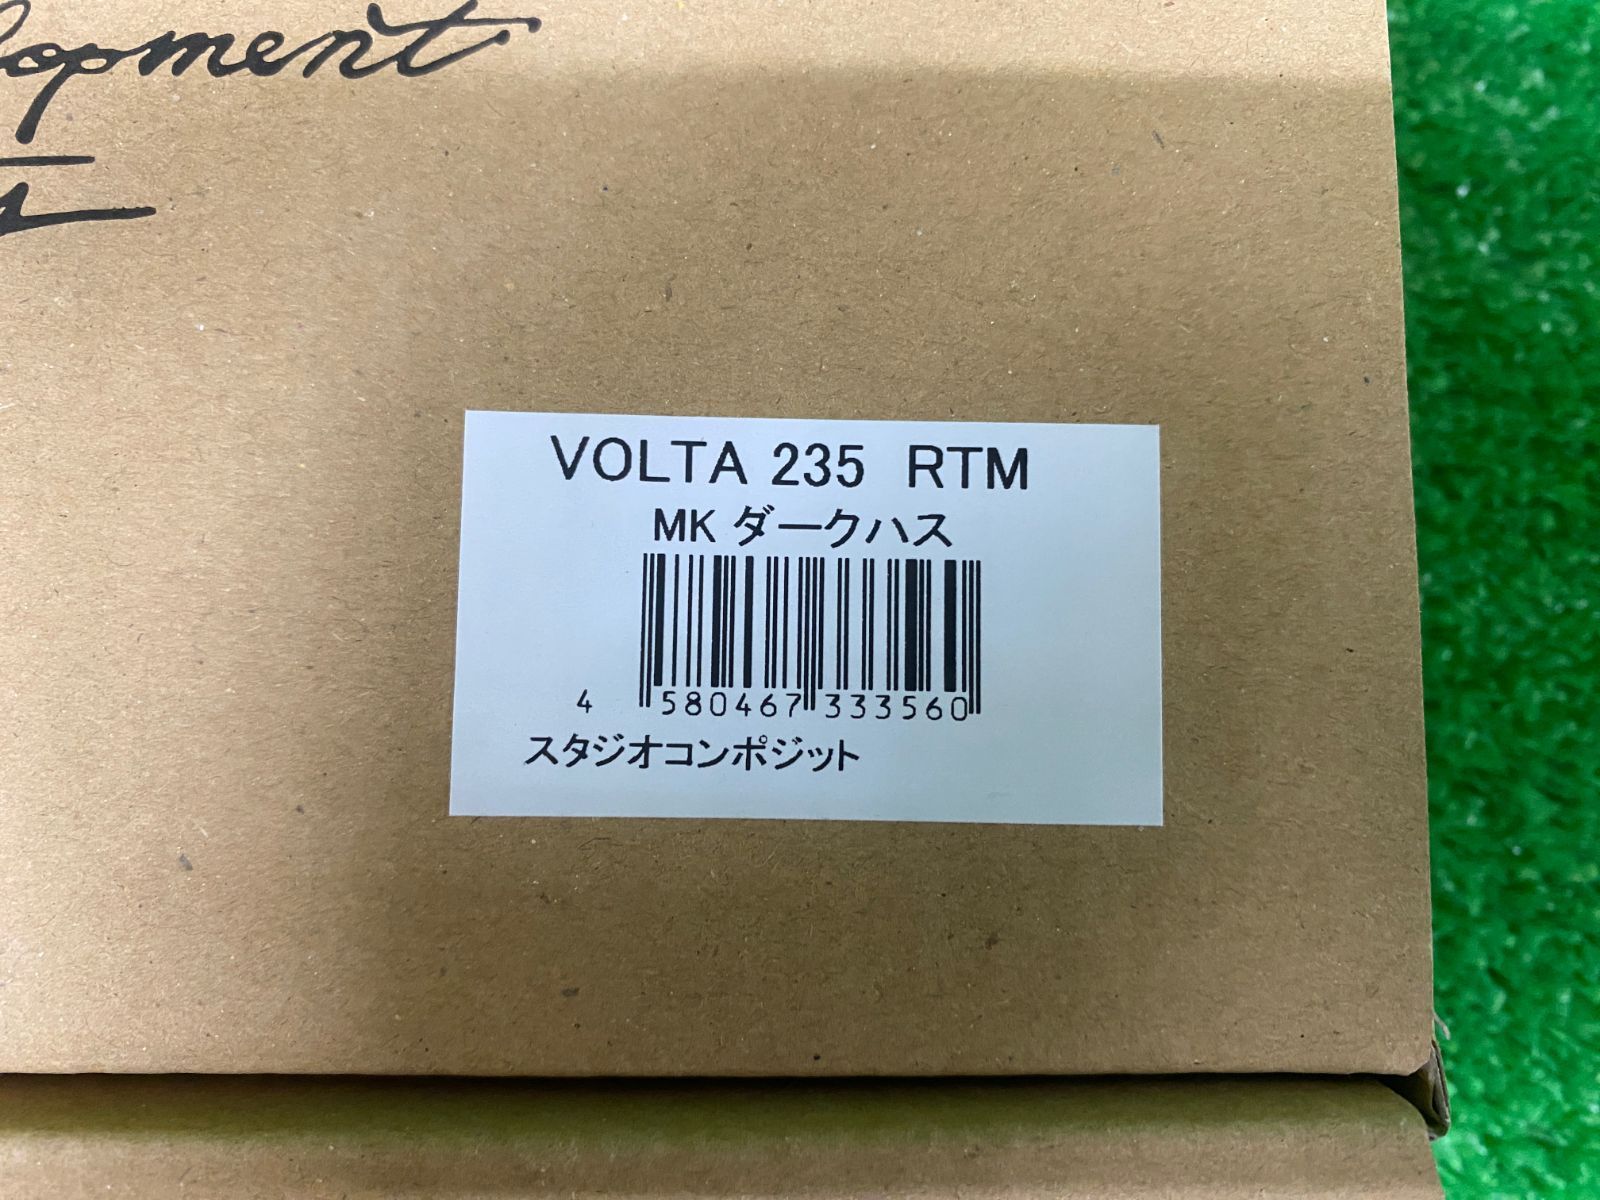 VOLTA 235 RTM
MK ダークハス
4 580467 333560
スタジオコンポジット